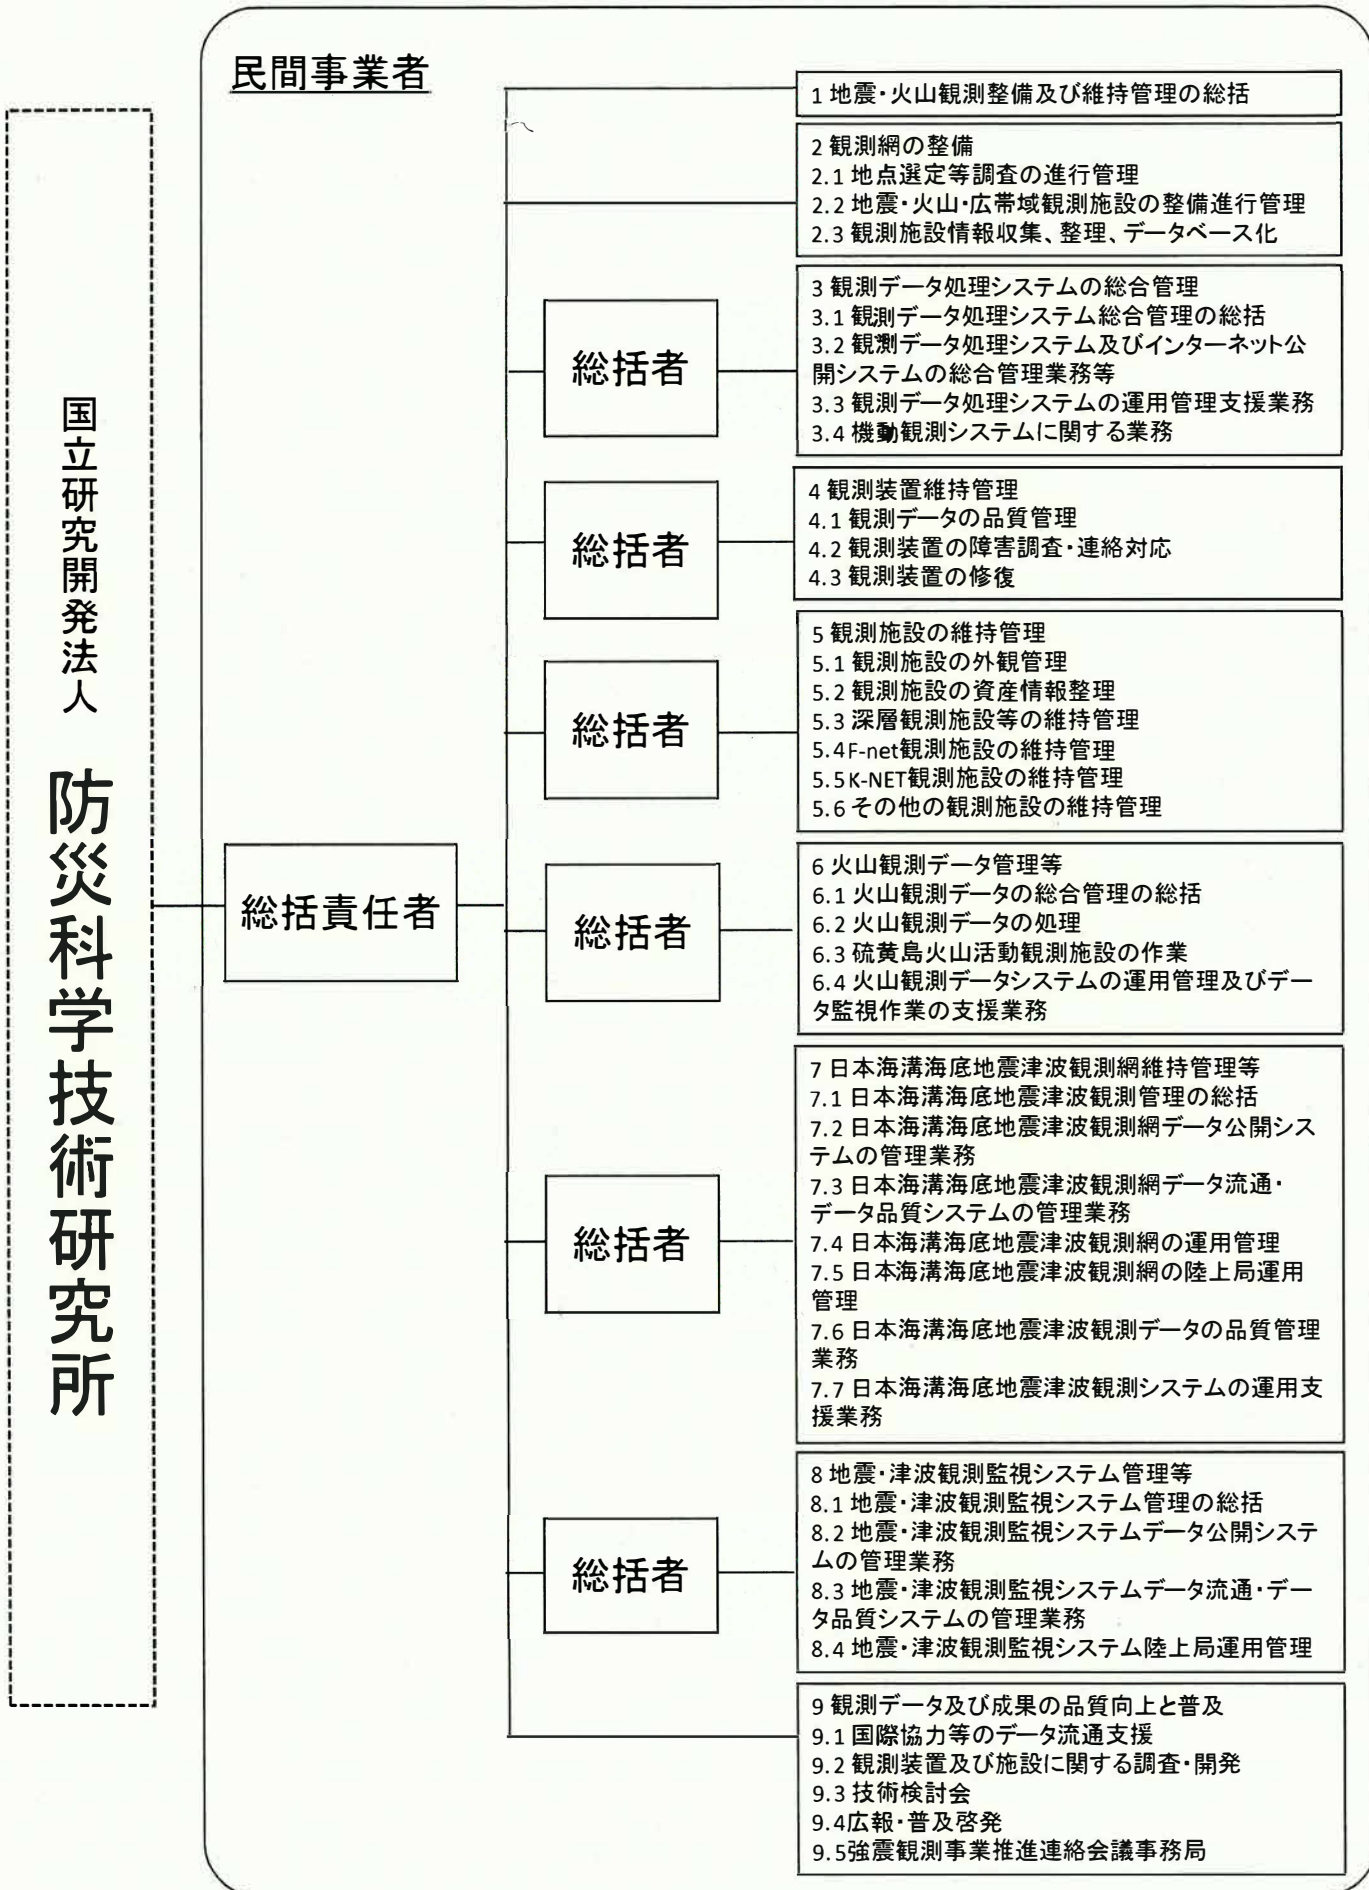 民間事業者
国立研究開発法人 防災科学技術研究所
総括責任者
1 地震・火山観測整備及び維持管理の総括
2 観測網の整備
2.1 地点選定等調査の進行管理
2.2 地震・火山・広帯域観測施設の整備進行管理
2.3 観測施設情報収集、整理、データベース化
総括者
3 観測データ処理システムの総合管理
3.1 観測データ処理システム総合管理の総括
3.2 観測データ処理システム及びインターネット公
開システムの総合管理業務等
3.3 観測データ処理システムの運用管理支援業務
3.4 機動観測システムに関する業務
総括者
4 観測装置維持管理
4.1 観測データの品質管理
4.2 観測装置の障害調査・連絡対応
4.3 観測装置の修復
総括者
5 観測施設の維持管理
5.1 観測施設の外観管理
5.2 観測施設の資産情報整理
5.3 深層観測施設等の維持管理
5.4 F-net観測施設の維持管理
5.5 K-NET観測施設の維持管理
5.6 その他の観測施設の維持管理
総括者
6 火山観測データ管理等
6.1 火山観測データの総合管理の総括
6.2 火山観測データの処理
6.3 硫黄島火山活動観測施設の作業
6.4 火山観測データシステムの運用管理及びデー
タ監視作業の支援業務
総括者
7 日本海溝海底地震津波観測網維持管理等
7.1 日本海溝海底地震津波観測管理の総括
7.2 日本海溝海底地震津波観測網データ公開シス
テムの管理業務
7.3 日本海溝海底地震津波観測網データ流通・
データ品質システムの管理業務
7.4 日本海溝海底地震津波観測網の運用管理
7.5 日本海溝海底地震津波観測網の陸上局運用
管理
7.6 日本海溝海底地震津波観測データの品質管理
業務
7.7 日本海溝海底地震津波観測システムの運用支
援業務
総括者
8 地震・津波観測監視システム管理等
8.1 地震・津波観測監視システム管理の総括
8.2 地震・津波観測監視システムデータ公開システ
ムの管理業務
8.3 地震・津波観測監視システムデータ流通・デー
タ品質システムの管理業務
8.4 地震・津波観測監視システム陸上局運用管理
9 観測データ及び成果の品質向上と普及
9.1 国際協力等のデータ流通支援
9.2 観測装置及び施設に関する調査・開発
9.3 技術検討会
9.4広報・普及啓発
9.5強震観測事業推進連絡会議事務局